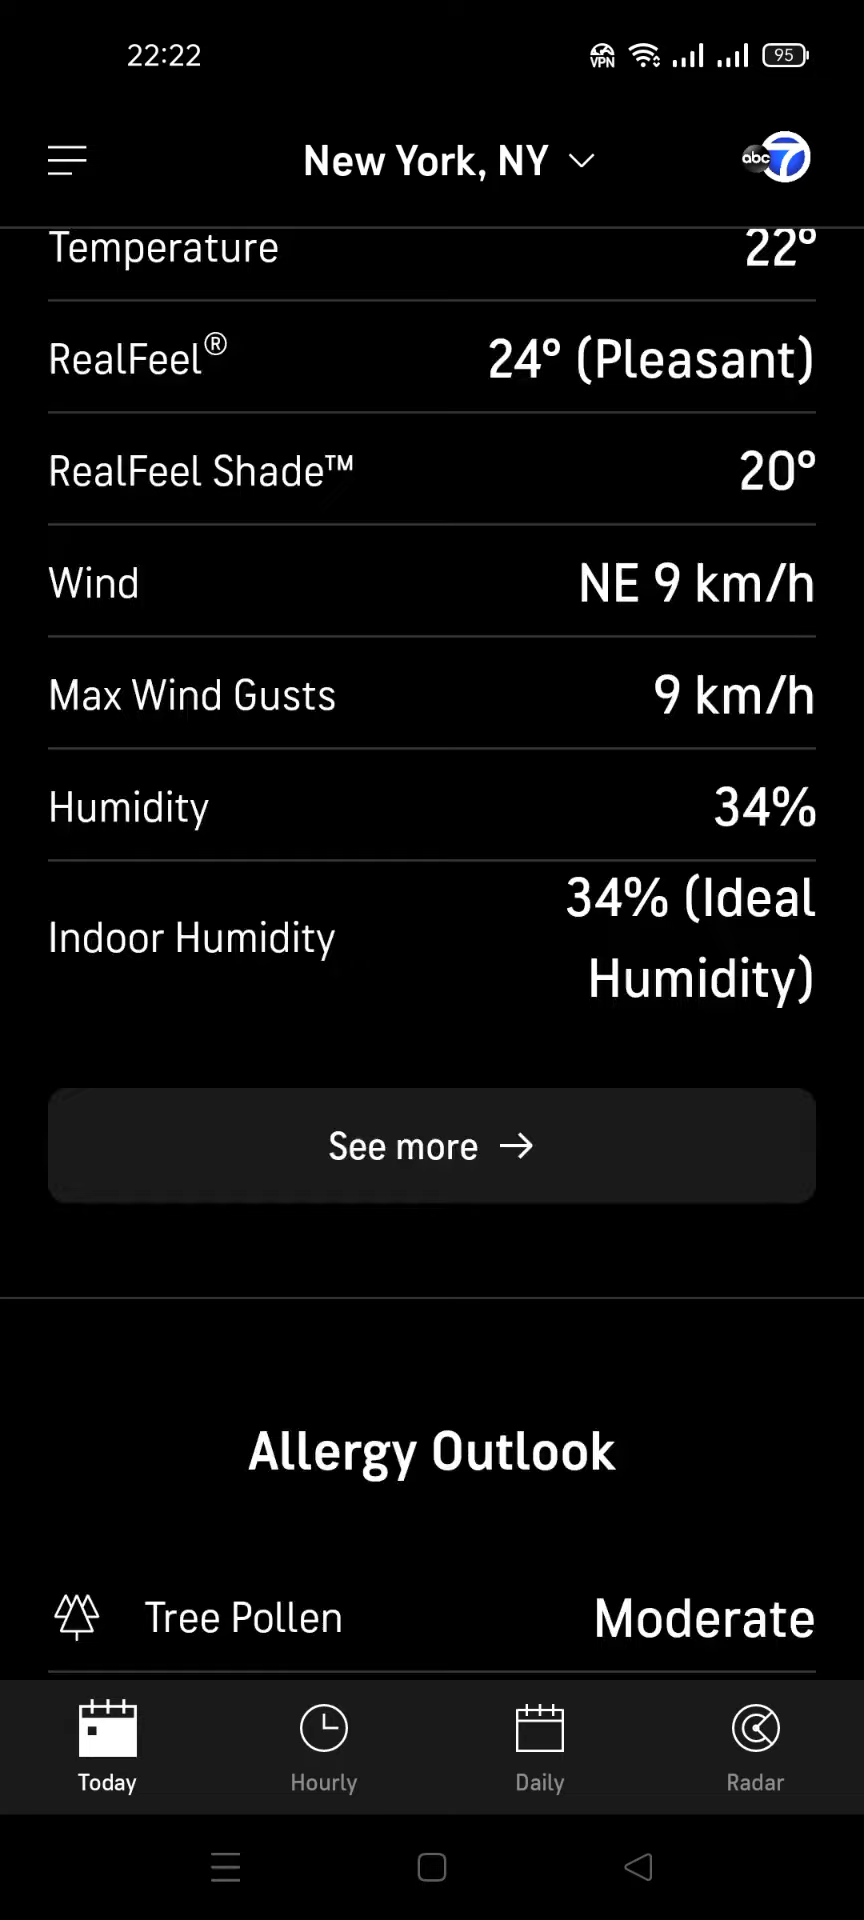 22:22
VPN
95
New York, NY
abc 7
Temperature 22°
RealFeel® 24° (Pleasant)
RealFeel Shade™ 20°
Wind NE 9 km/h
Max Wind Gusts 9 km/h
Humidity 34%
Indoor Humidity 34% (Ideal
Humidity)
See more →
Allergy Outlook
Tree Pollen Moderate
Today Hourly Daily Radar